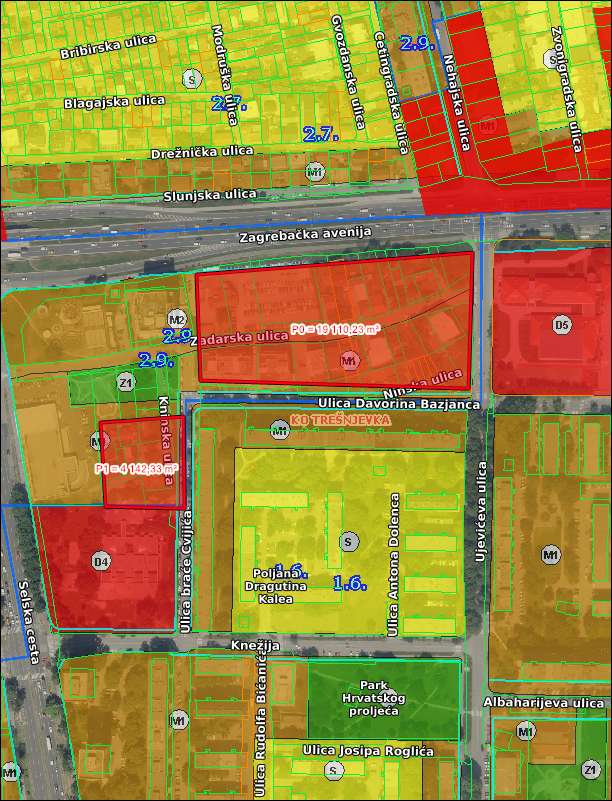 Bribirska ulica
Modruška ulica
Gvozdanska ulica
Cetingradska ulica
2.9.
Nehajska ulica
Zvonigradska ulica
S
S
Blagajska ulica
2.7.
2.7.
M1
Drežnička ulica
M1
Slunjska ulica
Zagrebačka avenija
M2
2.9.
Zadarska ulica
P0 = 19 110,23 m²
D5
2.9.
M1
Z1
Ninska ulica
Kninska ulica
Ulica Davorina Bazjanca
KO TREŠNJEVKA
M1
P1 = 4 142,33 m²
Ujevićeva ulica
Ulica Antona Dolenca
Ulica braće Cvijića
S
M1
D4
Poljana
Dragutina
Kalea
1.6.
1.6.
Selska cesta
Knežija
Ulica Rudolfa Bićanića
Park
Hrvatskog
proljeća
Albaharijeva ulica
M1
M1
Ulica Josipa Roglića
M1
S
Z1